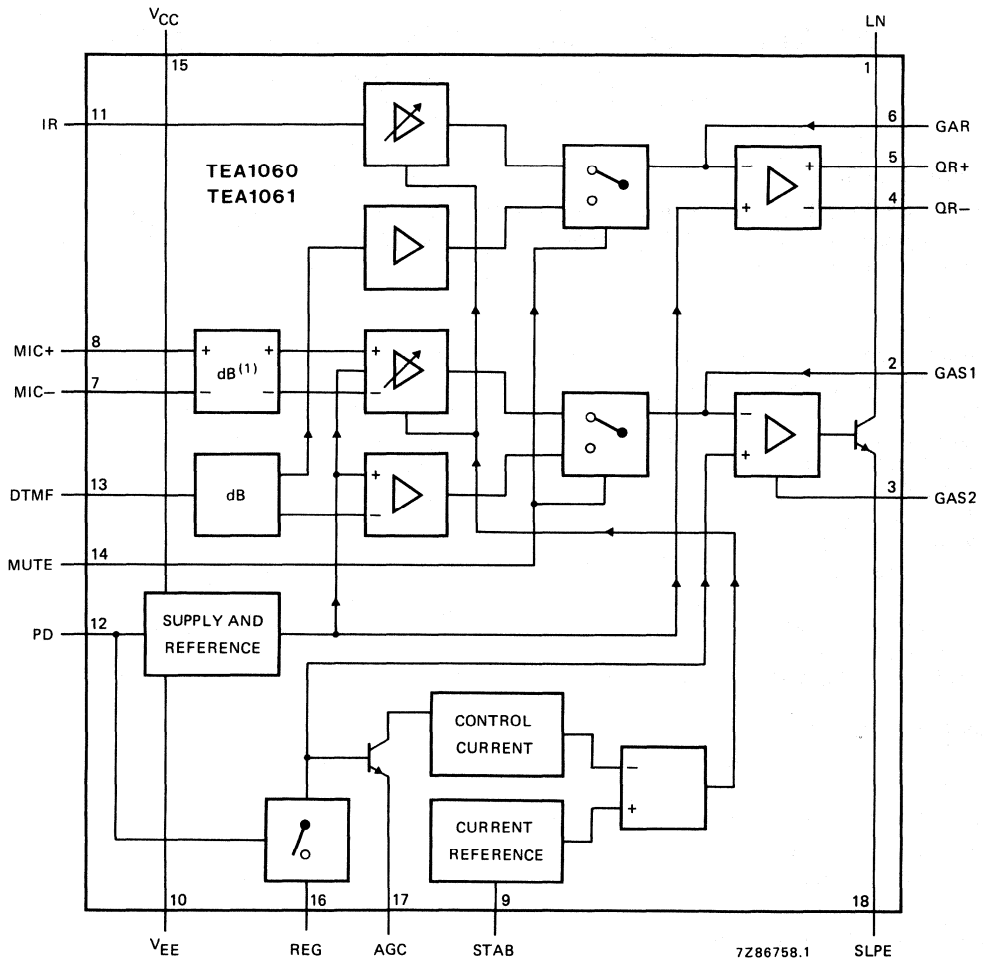 VCC
LN
15
1
IR
11
6
GAR
TEA1060
TEA1061
5
QR+
4
QR−
− +
+ −
MIC+
8
+ +
dB(1)
− −
MIC−
7
+
−
2
GAS1
−
+
DTMF
13
dB
+
−
3
GAS2
MUTE
14
PD
12
SUPPLY AND
REFERENCE
CONTROL
CURRENT
−
+
CURRENT
REFERENCE
10
16
17
9
18
VEE
REG
AGC
STAB
7Z86758.1
SLPE